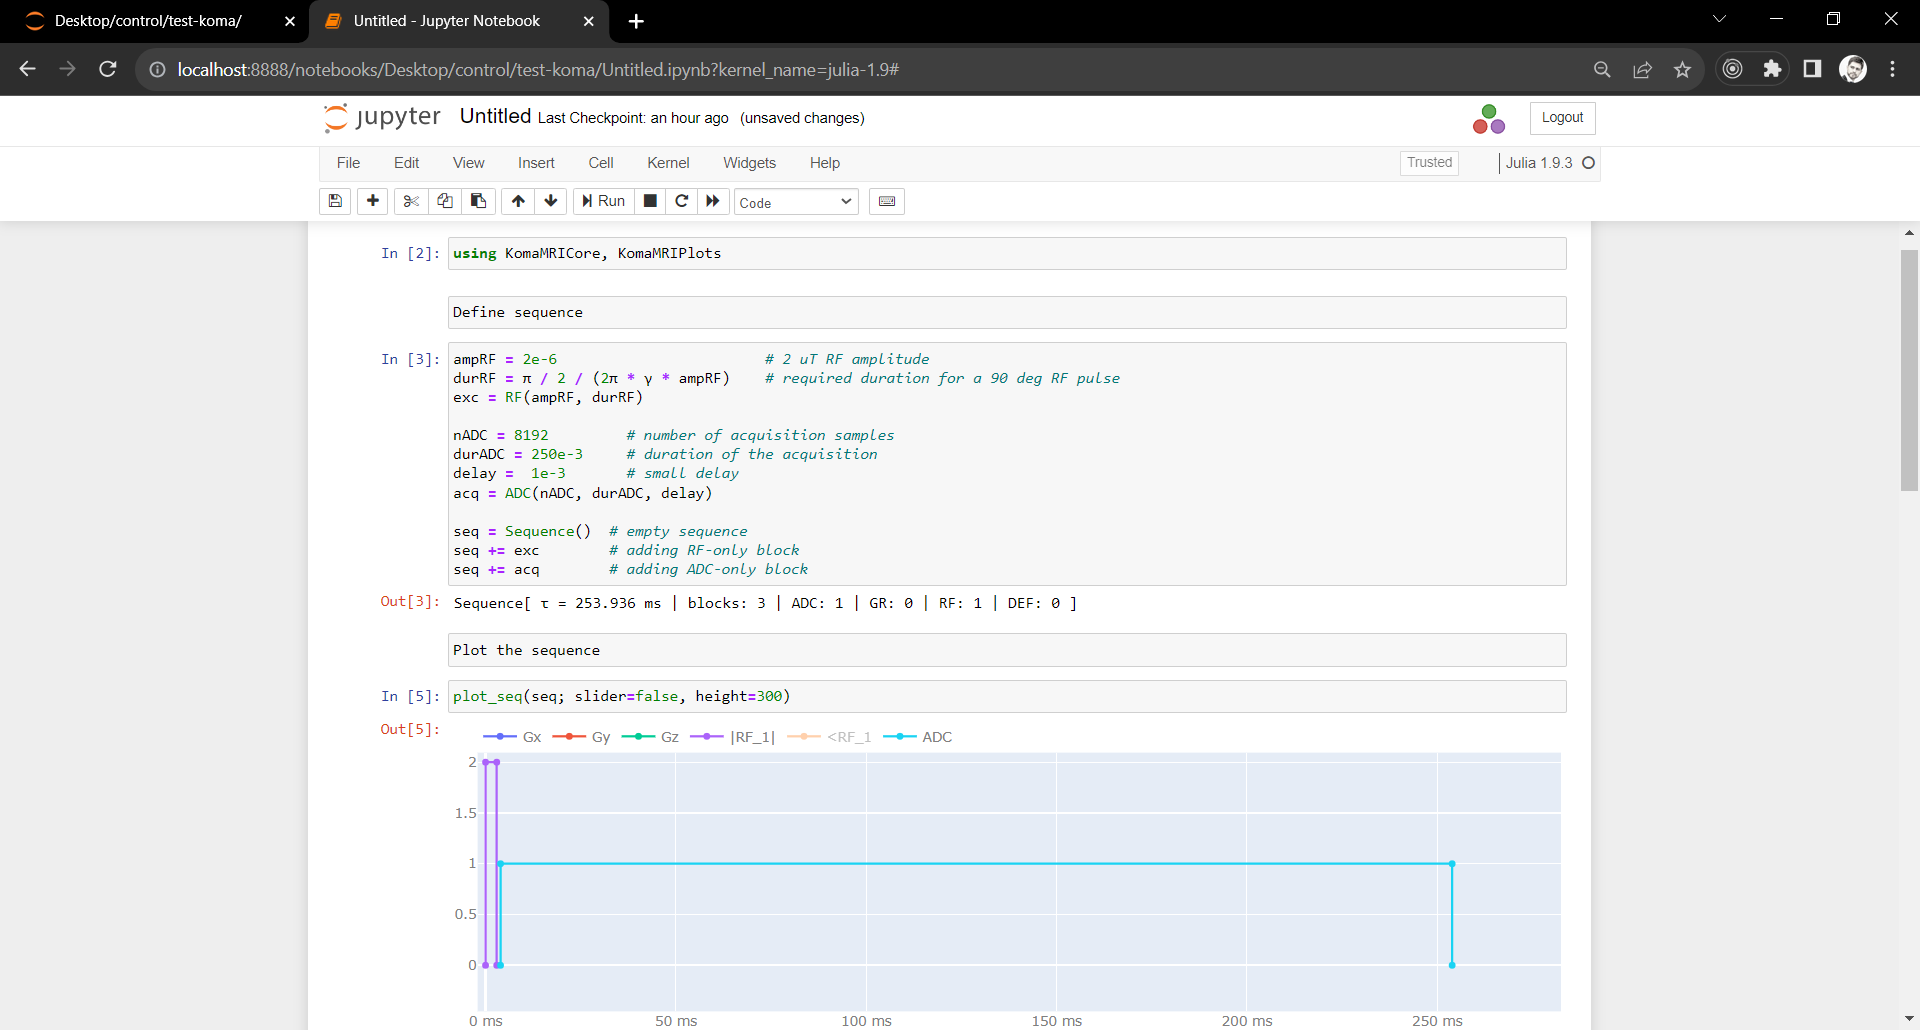 Desktop/control/test-koma/
Untitled - Jupyter Notebook
localhost:8888/notebooks/Desktop/control/test-koma/Untitled.ipynb?kernel_name=julia-1.9#
jupyter Untitled Last Checkpoint: an hour ago (unsaved changes)
Logout
File Edit View Insert Cell Kernel Widgets Help
Trusted
Julia 1.9.3
Run
Code
In [2]: using KomaMRICore, KomaMRIPlots
Define sequence
In [3]: ampRF = 2e-6 # 2 uT RF amplitude
durRF = π / 2 / (2π * γ * ampRF) # required duration for a 90 deg RF pulse
exc = RF(ampRF, durRF)
nADC = 8192 # number of acquisition samples
durADC = 250e-3 # duration of the acquisition
delay = 1e-3 # small delay
acq = ADC(nADC, durADC, delay)
seq = Sequence() # empty sequence
seq += exc # adding RF-only block
seq += acq # adding ADC-only block
Out[3]: Sequence[ τ = 253.936 ms | blocks: 3 | ADC: 1 | GR: 0 | RF: 1 | DEF: 0 ]
Plot the sequence
In [5]: plot_seq(seq; slider=false, height=300)
Out[5]:
Gx Gy Gz |RF_1| <RF_1 ADC
2
1.5
1
0.5
0
0 ms 50 ms 100 ms 150 ms 200 ms 250 ms